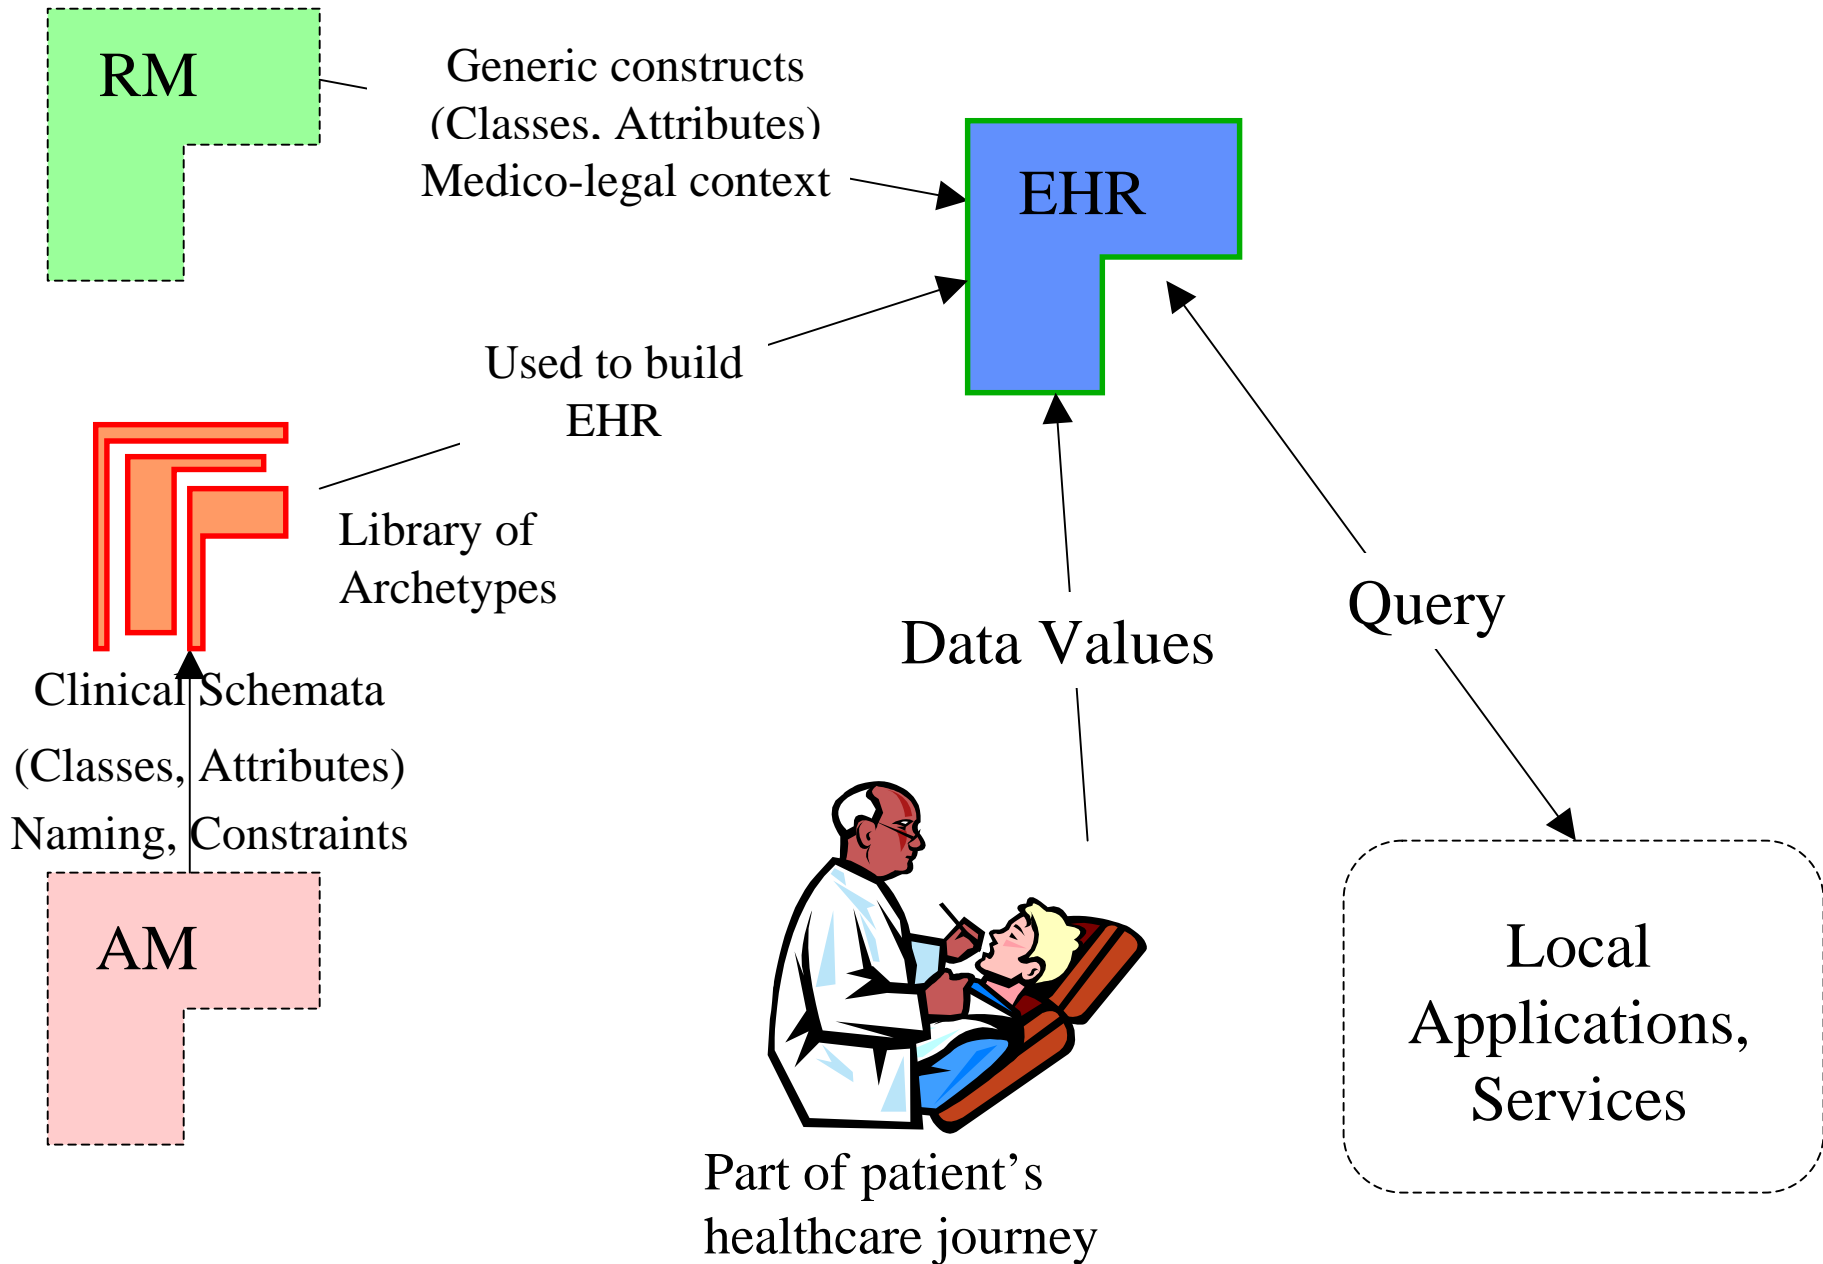 RM
Generic constructs
(Classes, Attributes)
Medico-legal context
EHR
Used to build
EHR
Library of
Archetypes
Clinical Schemata
(Classes, Attributes)
Naming, Constraints
AM
Data Values
Query
Local
Applications,
Services
Part of patient’s
healthcare journey